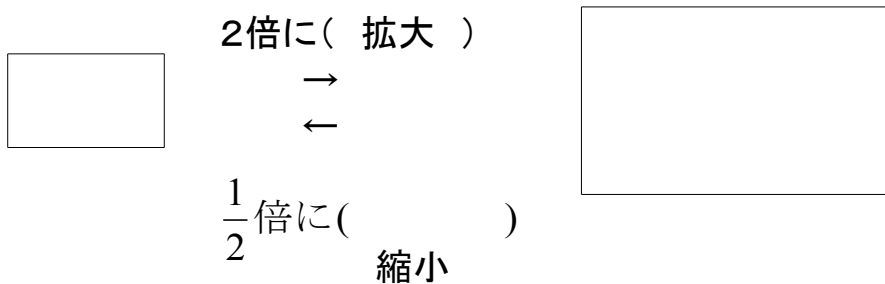 ２倍に（ 拡大 ）
→
←
1/2倍に(          )
縮小